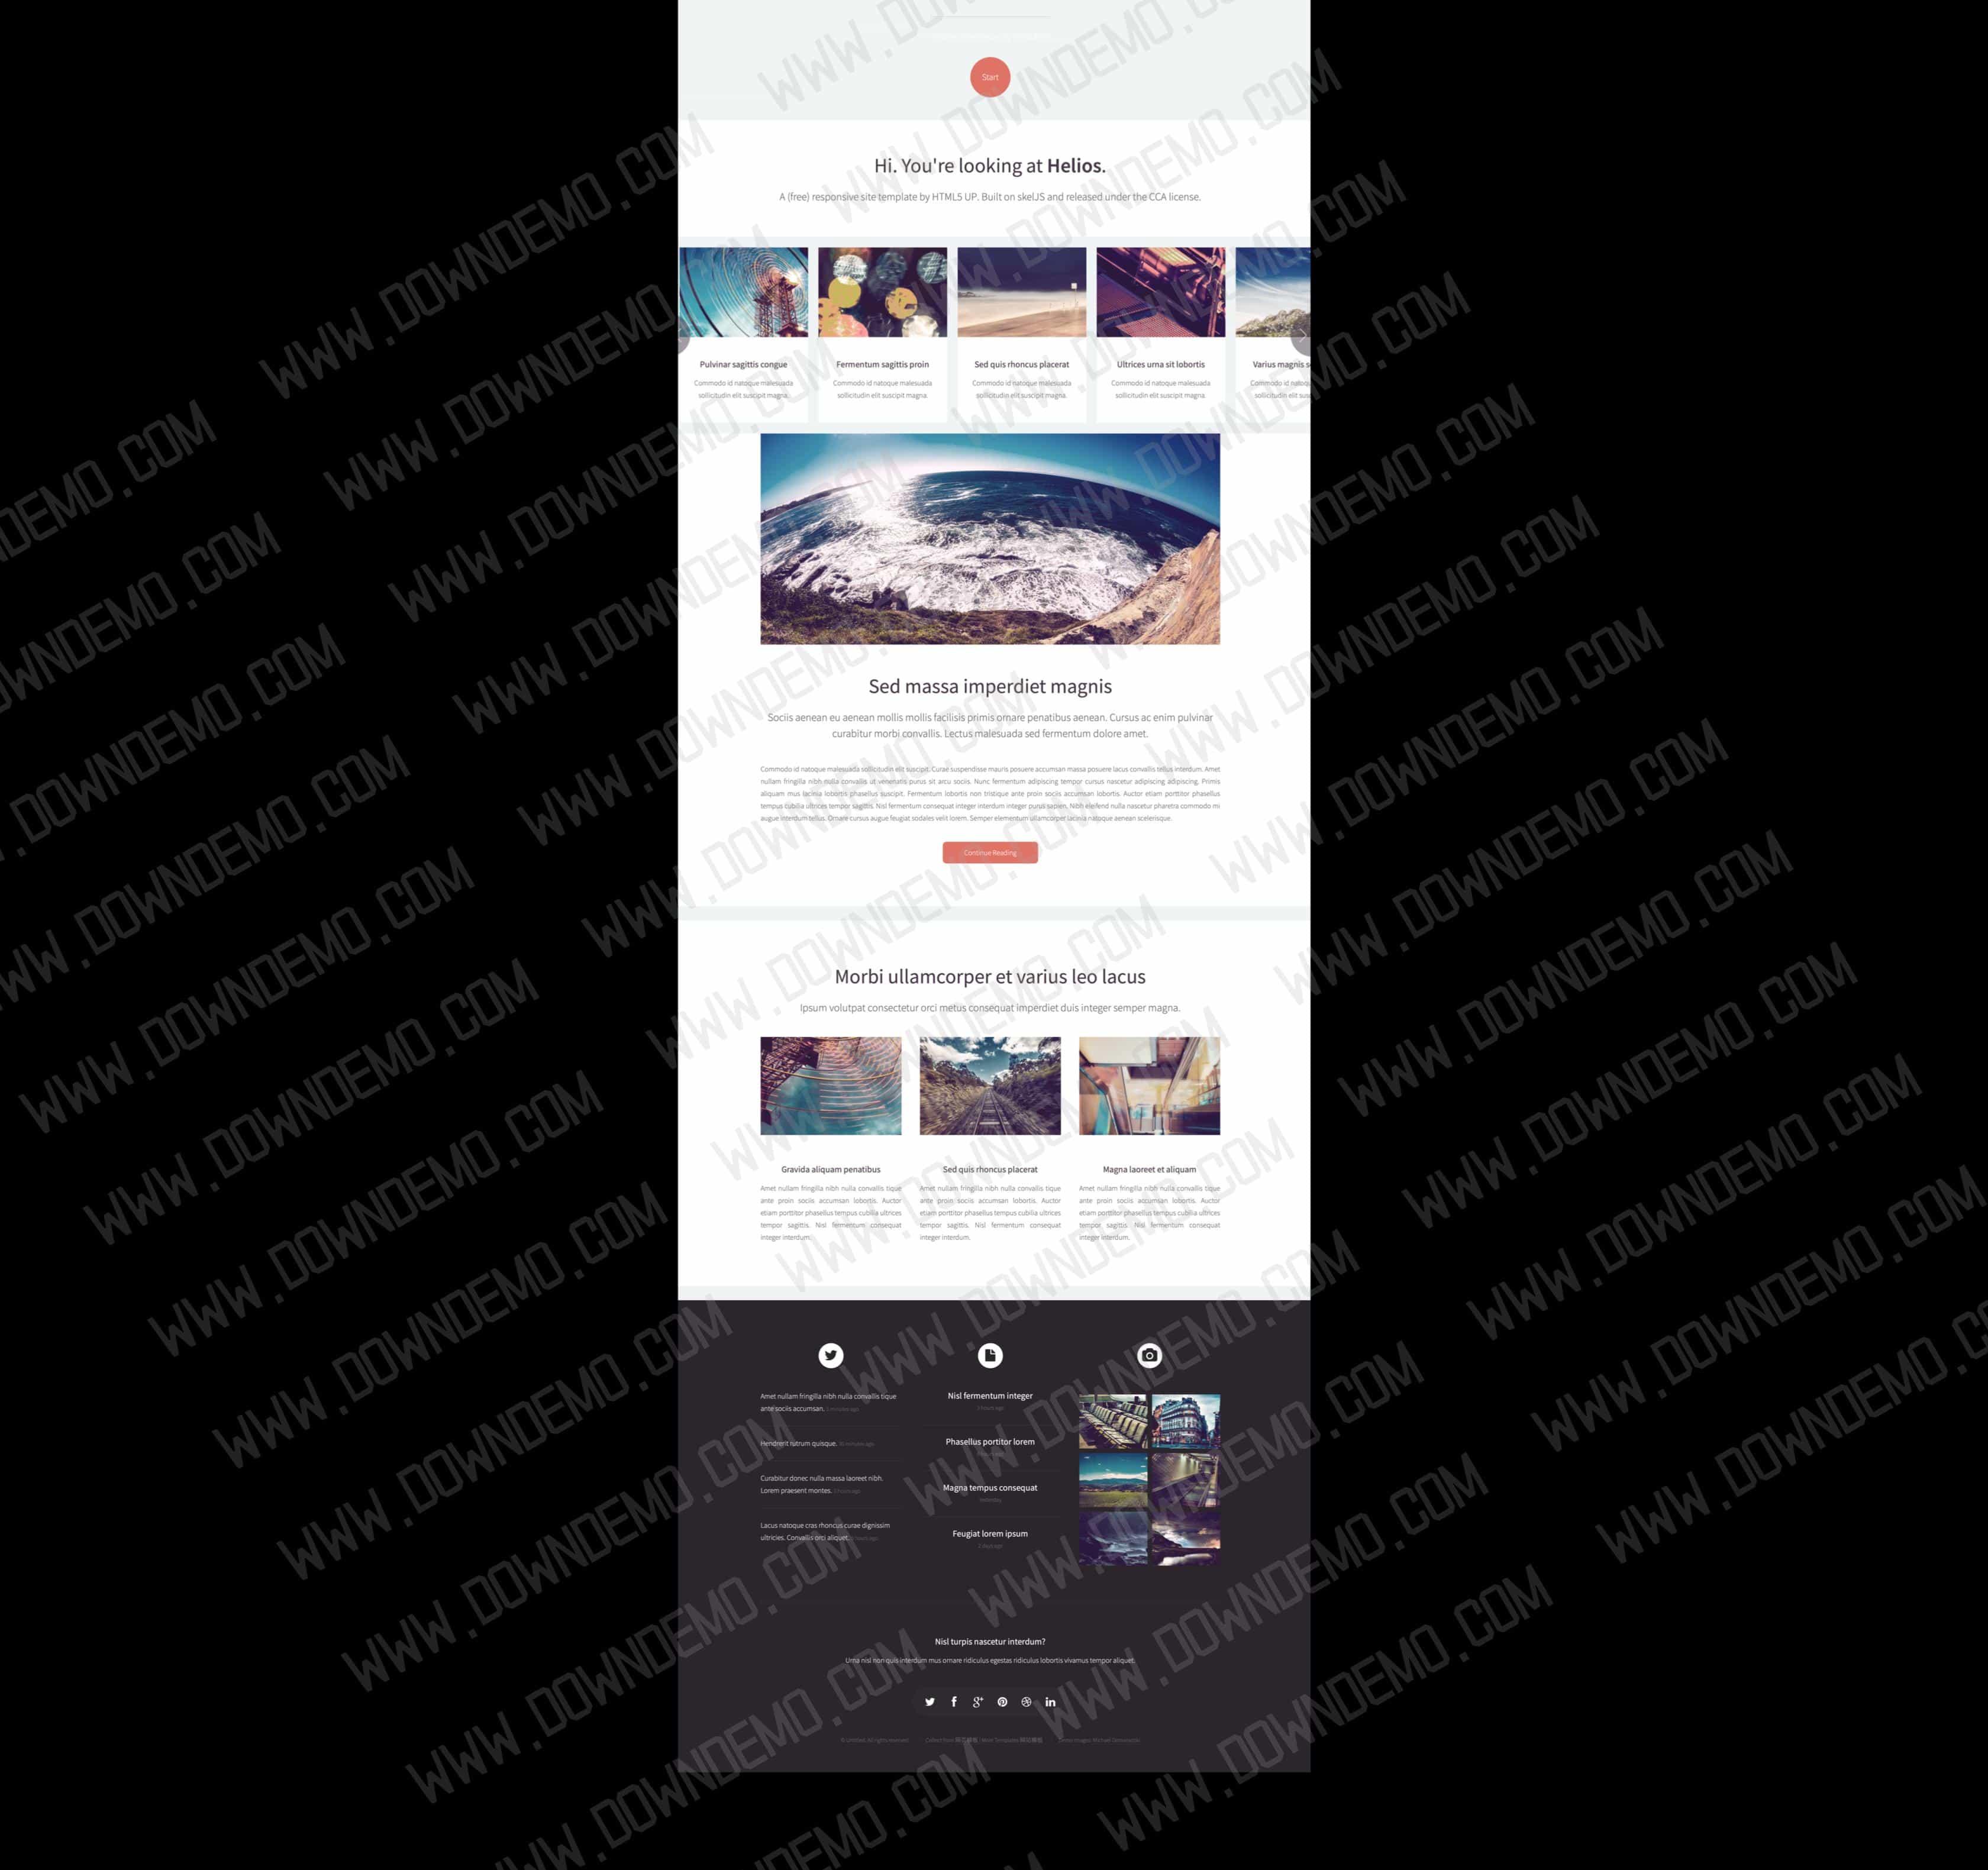 Start
Hi. You're looking at Helios.
A (free) responsive site template by HTML5 UP. Built on skelJS and released under the CCA license.
Pulvinar sagittis congue
Commodo id natoque malesuada
sollicitudin elit suscipit magna.
Fermentum sagittis proin
Commodo id natoque malesuada
sollicitudin elit suscipit magna.
Sed quis rhoncus placerat
Commodo id natoque malesuada
sollicitudin elit suscipit magna.
Ultrices urna sit lobortis
Commodo id natoque malesuada
sollicitudin elit suscipit magna.
Varius magnis
Commodo id
sollicitudin elit
Sed massa imperdiet magnis
Sociis aenean eu aenean mollis mollis facilisis primis ornare penatibus aenean. Cursus ac enim pulvinar
curabitur morbi convallis. Lectus malesuada sed fermentum dolore amet.
Commodo id natoque malesuada sollicitudin elit suscipit. Curae suspendisse mauris posuere accumsan massa posuere lacus convallis tellus interdum. Amet
nullam fringilla nibh nulla convallis ut venenatis purus sit arcu sociis. Nunc fermentum adipiscing tempor cursus nascetur adipiscing adipiscing. Primis
aliquam mus lacinia lobortis phasellus suscipit. Fermentum lobortis non tristique ante proin sociis accumsan lobortis. Auctor etiam porttitor phasellus
tempus cubilia ultrices tempor sagittis. Nisl fermentum consequat integer interdum integer purus sapien. Nibh eleifend nulla nascetur pharetra commodo mi
augue interdum tellus. Ornare cursus augue feugiat sodales velit lorem. Semper elementum ullamcorper lacinia natoque aenean scelerisque.
Continue Reading
Morbi ullamcorper et varius leo lacus
Ipsum volutpat consectetur orci metus consequat imperdiet duis integer semper magna.
Gravida aliquam penatibus
Amet nullam fringilla nibh nulla convallis tique
ante proin sociis accumsan lobortis. Auctor
etiam porttitor phasellus tempus cubilia ultrices
tempor sagittis. Nisl fermentum consequat
integer interdum.
Sed quis rhoncus placerat
Amet nullam fringilla nibh nulla convallis tique
ante proin sociis accumsan lobortis. Auctor
etiam porttitor phasellus tempus cubilia ultrices
tempor sagittis. Nisl fermentum consequat
integer interdum.
Magna laoreet et aliquam
Amet nullam fringilla nibh nulla convallis tique
ante proin sociis accumsan lobortis. Auctor
etiam porttitor phasellus tempus cubilia ultrices
tempor sagittis. Nisl fermentum consequat
integer interdum.
Amet nullam fringilla nibh nulla convallis tique
ante sociis accumsan. 5 minutes ago
Hendrerit rutrum quisque. 30 minutes ago
Curabitur donec nulla massa laoreet nibh.
Lorem praesent montes. 3 hours ago
Lacus natoque cras rhoncus curae dignissim
ultricies. Convallis orci aliquet.
Nisl fermentum integer
3 hours ago
Phasellus portitor lorem
Magna tempus consequat
Feugiat lorem ipsum
2 days ago
Nisl turpis nascetur interdum?
Urna nisl non quis interdum mus ornare ridiculus egestas ridiculus lobortis vivamus tempor aliquet.
© Untitled. All rights reserved.
WWW.DOWNDEMO.COM